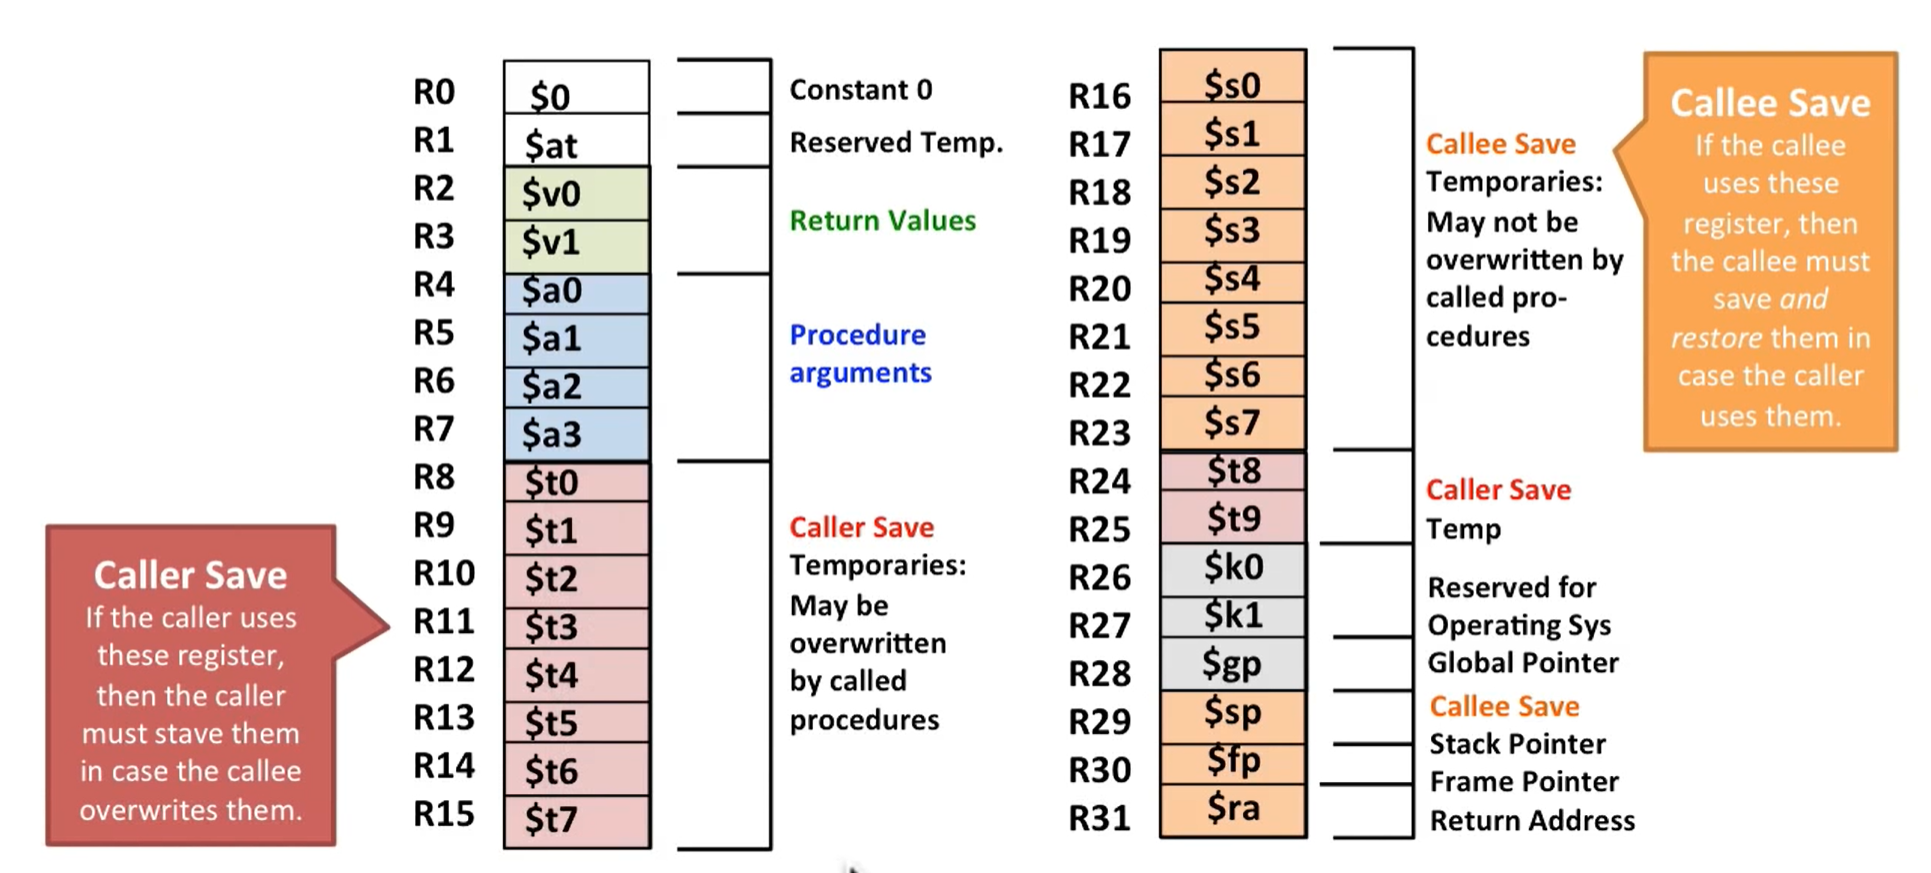 R0 $0 Constant 0
R1 $at Reserved Temp.
R2 $v0
Return Values
R3 $v1
R4 $a0
R5 $a1 Procedure
R6 $a2 arguments
R7 $a3
R8 $t0
R9 $t1 Caller Save
Temporaries:
R10 $t2 May be
R11 $t3 overwritten
R12 $t4 by called
R13 $t5 procedures
R14 $t6
R15 $t7
Caller Save
If the caller uses
these register,
then the caller
must stave them
in case the callee
overwrites them.
R16 $s0
R17 $s1 Callee Save
R18 $s2 Temporaries:
May not be
R19 $s3 overwritten by
R20 $s4 called pro-
R21 $s5 cedures
R22 $s6
R23 $s7
R24 $t8 Caller Save
R25 $t9 Temp
R26 $k0 Reserved for
R27 $k1 Operating Sys
R28 $gp Global Pointer
Callee Save
R29 $sp Stack Pointer
R30 $fp Frame Pointer
R31 $ra Return Address
Callee Save
If the callee
uses these
register, then
the callee must
save and
restore them in
case the caller
uses them.